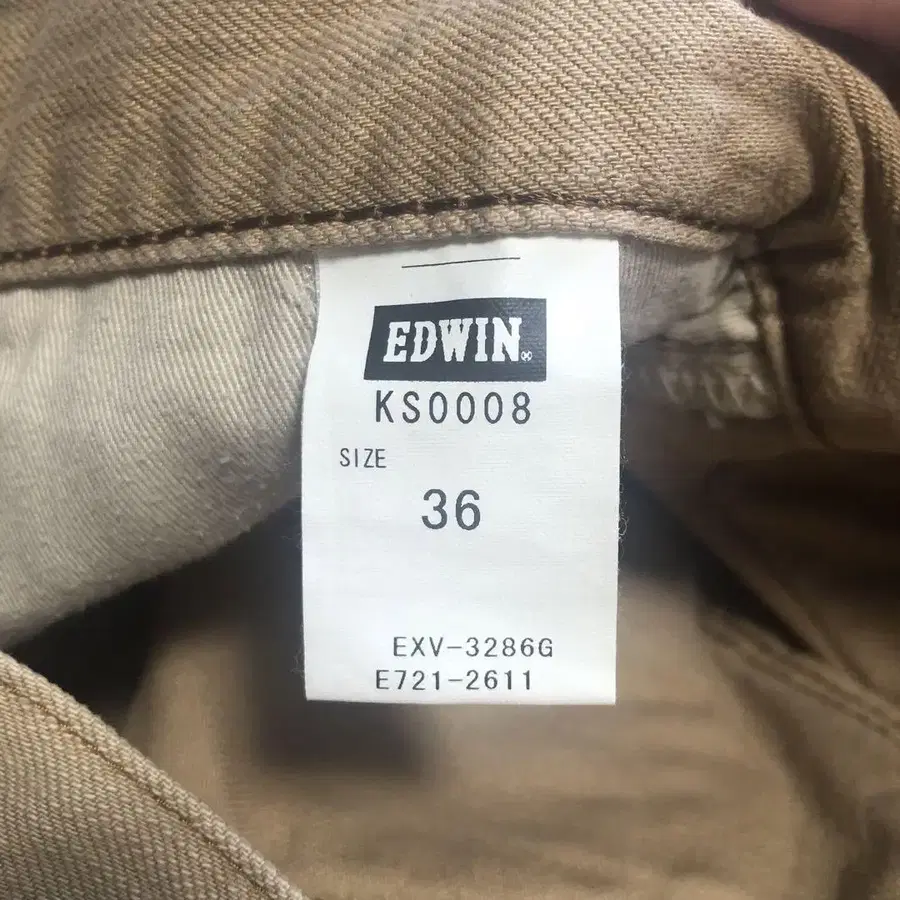 EDWIN
KS0008
SIZE
36
EXV-3286G
E721-2611